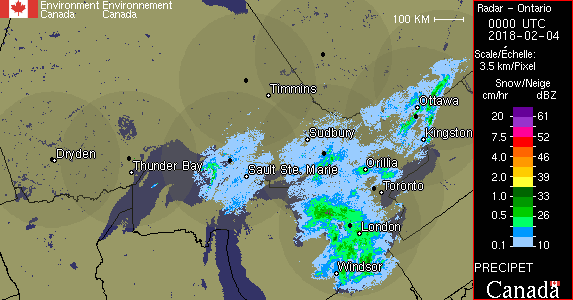 Environment Environnement
Canada Canada
100 KM
Timmins
Ottawa
Sudbury
Kingston
Dryden
Thunder Bay
Sault Ste. Marie
Orillia
Toronto
London
Windsor
Radar - Ontario
0000 UTC
2018-02-04
Scale/Échelle:
3.5 km/Pixel
Snow/Neige
cm/hr dBZ
20 61
7.5 52
4.0 46
2.0 39
1.0 33
0.5 26
0.1 10
PRECIPET
Canada